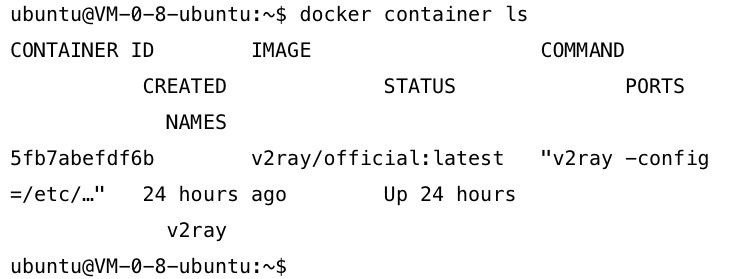 ubuntu@VM-0-8-ubuntu:~$ docker container ls
CONTAINER ID        IMAGE                   COMMAND
           CREATED             STATUS              PORTS
             NAMES
5fb7abefdf6b        v2ray/official:latest   "v2ray -config
=/etc/…"   24 hours ago        Up 24 hours
             v2ray
ubuntu@VM-0-8-ubuntu:~$